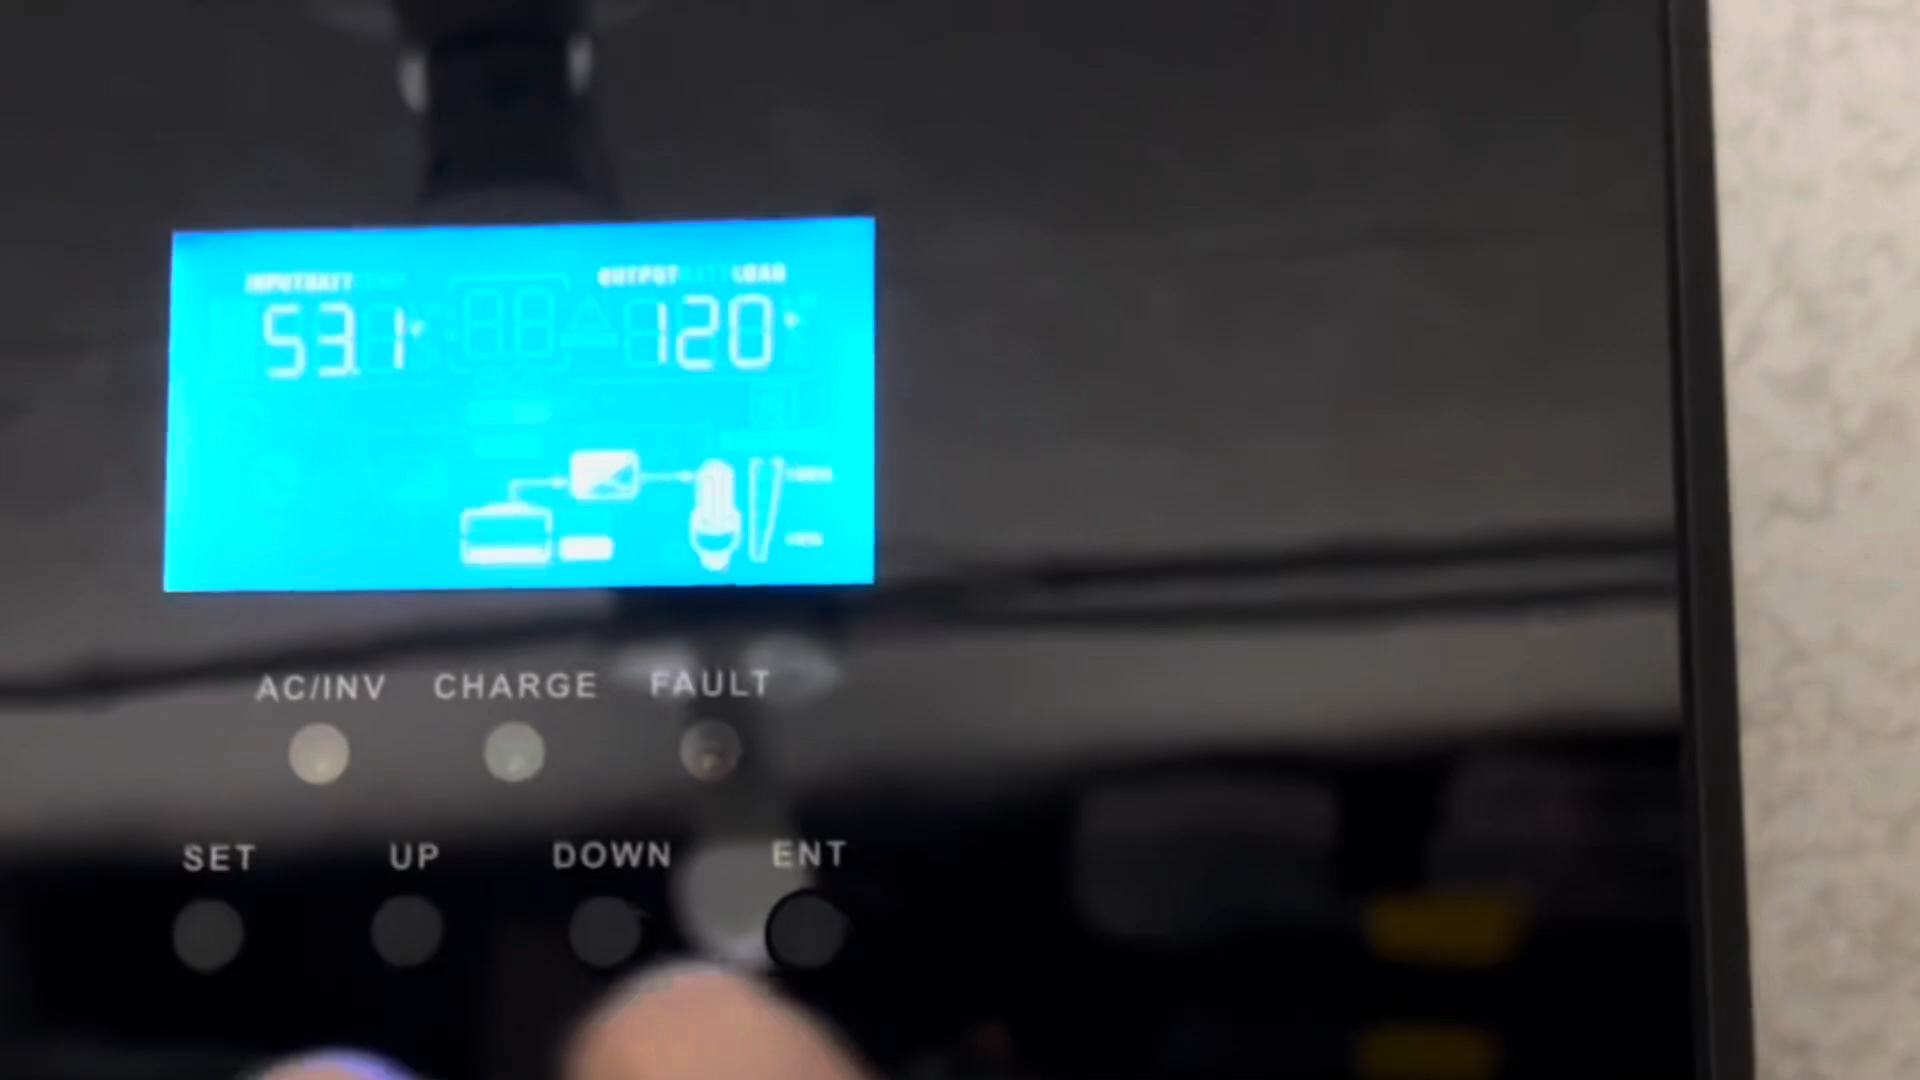 INPUTBATT OUTPUT LOAD
53.1 120
AC/INV CHARGE FAULT
SET UP DOWN ENT